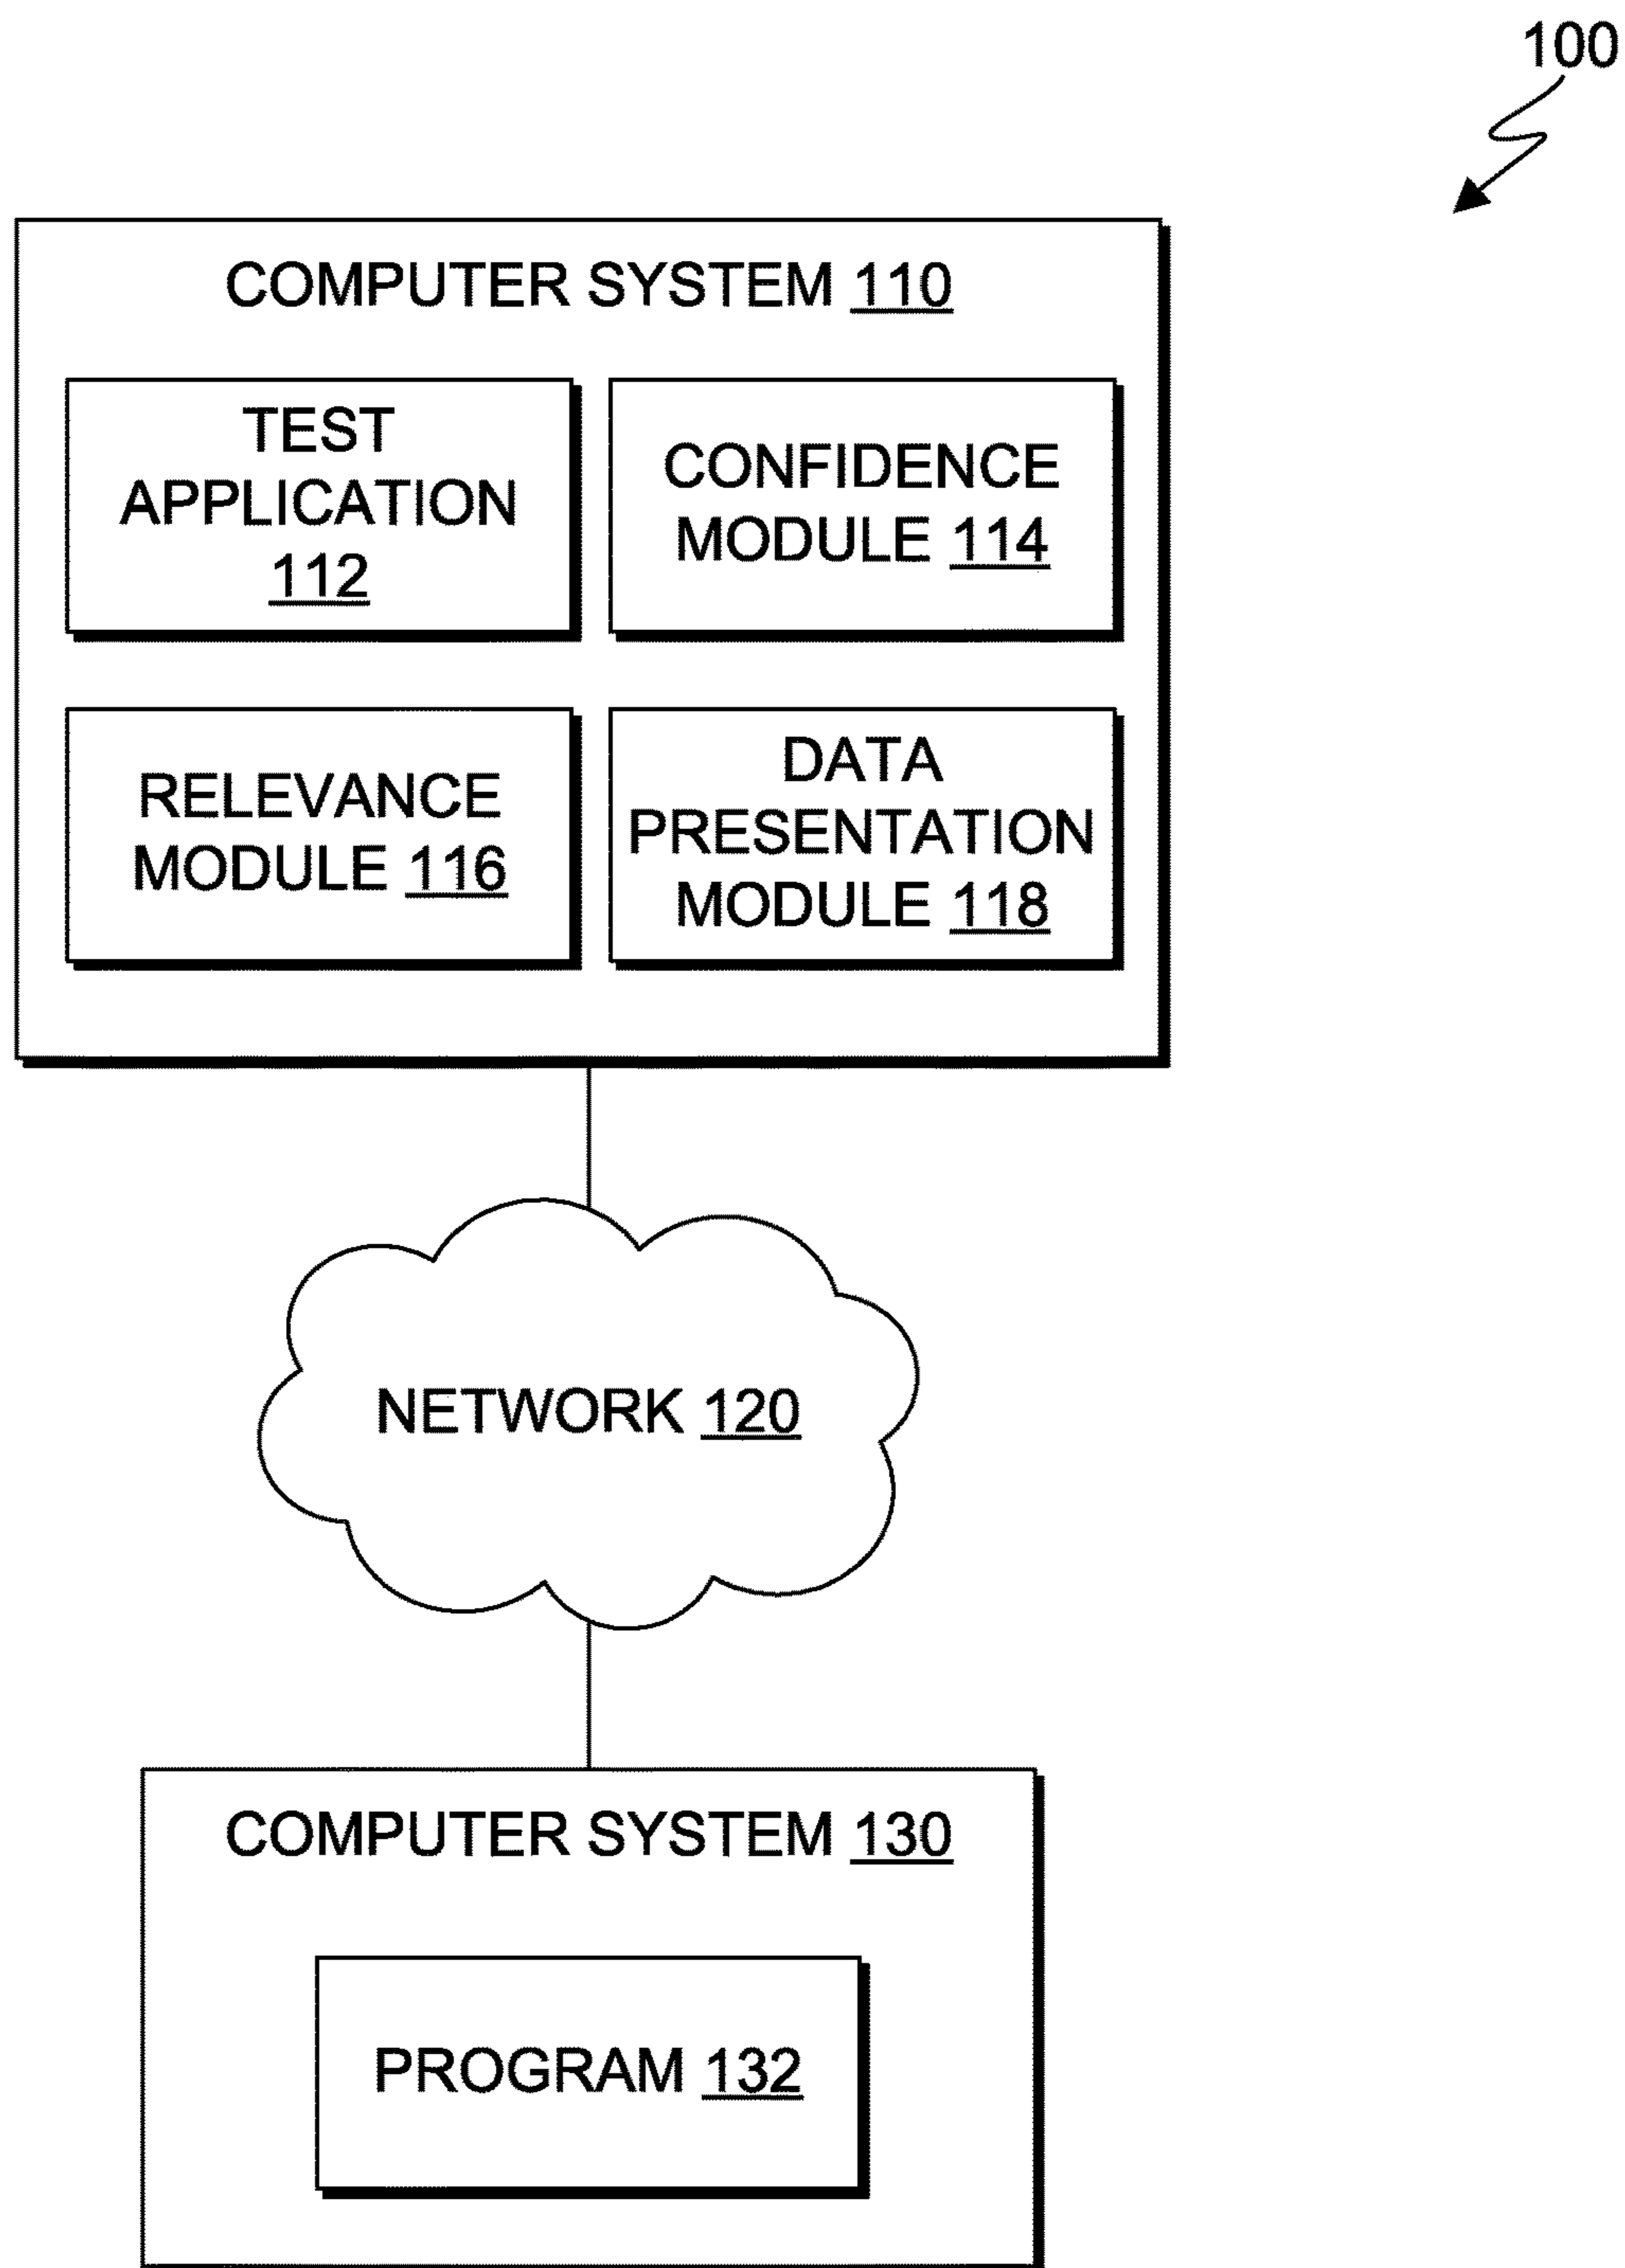 100
COMPUTER SYSTEM 110
TEST
APPLICATION
112
CONFIDENCE
MODULE 114
RELEVANCE
MODULE 116
DATA
PRESENTATION
MODULE 118
NETWORK 120
COMPUTER SYSTEM 130
PROGRAM 132